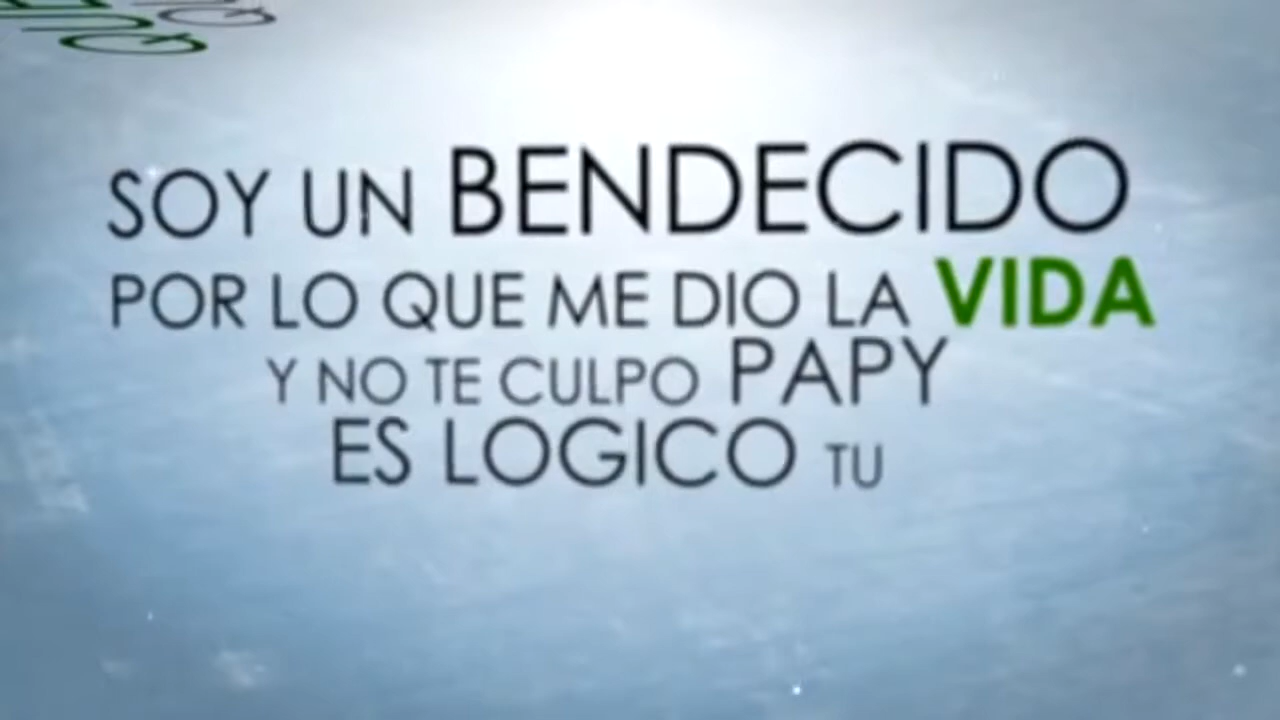 SOY UN BENDECIDO
POR LO QUE ME DIO LA VIDA
Y NO TE CULPO PAPY
ES LOGICO TU